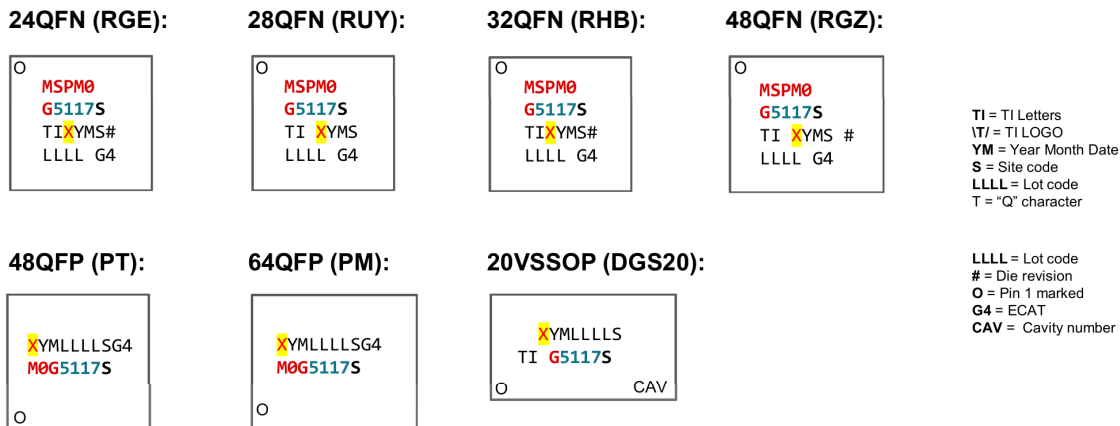 24QFN (RGE):
O
MSPM0
G5117S
TIXYMS#
LLLL G4
28QFN (RUY):
O
MSPM0
G5117S
TI XYMS
LLLL G4
32QFN (RHB):
O
MSPM0
G5117S
TIXYMS#
LLLL G4
48QFN (RGZ):
O
MSPM0
G5117S
TI XYMS #
LLLL G4
TI = TI Letters
\T/ = TI LOGO
YM = Year Month Date
S = Site code
LLLL = Lot code
T = “Q” character
48QFP (PT):
XYMLLLLSG4
M0G5117S
O
64QFP (PM):
XYMLLLLSG4
M0G5117S
O
20VSSOP (DGS20):
XYMLLLLS
TI G5117S
O CAV
LLLL = Lot code
# = Die revision
O = Pin 1 marked
G4 = ECAT
CAV = Cavity number